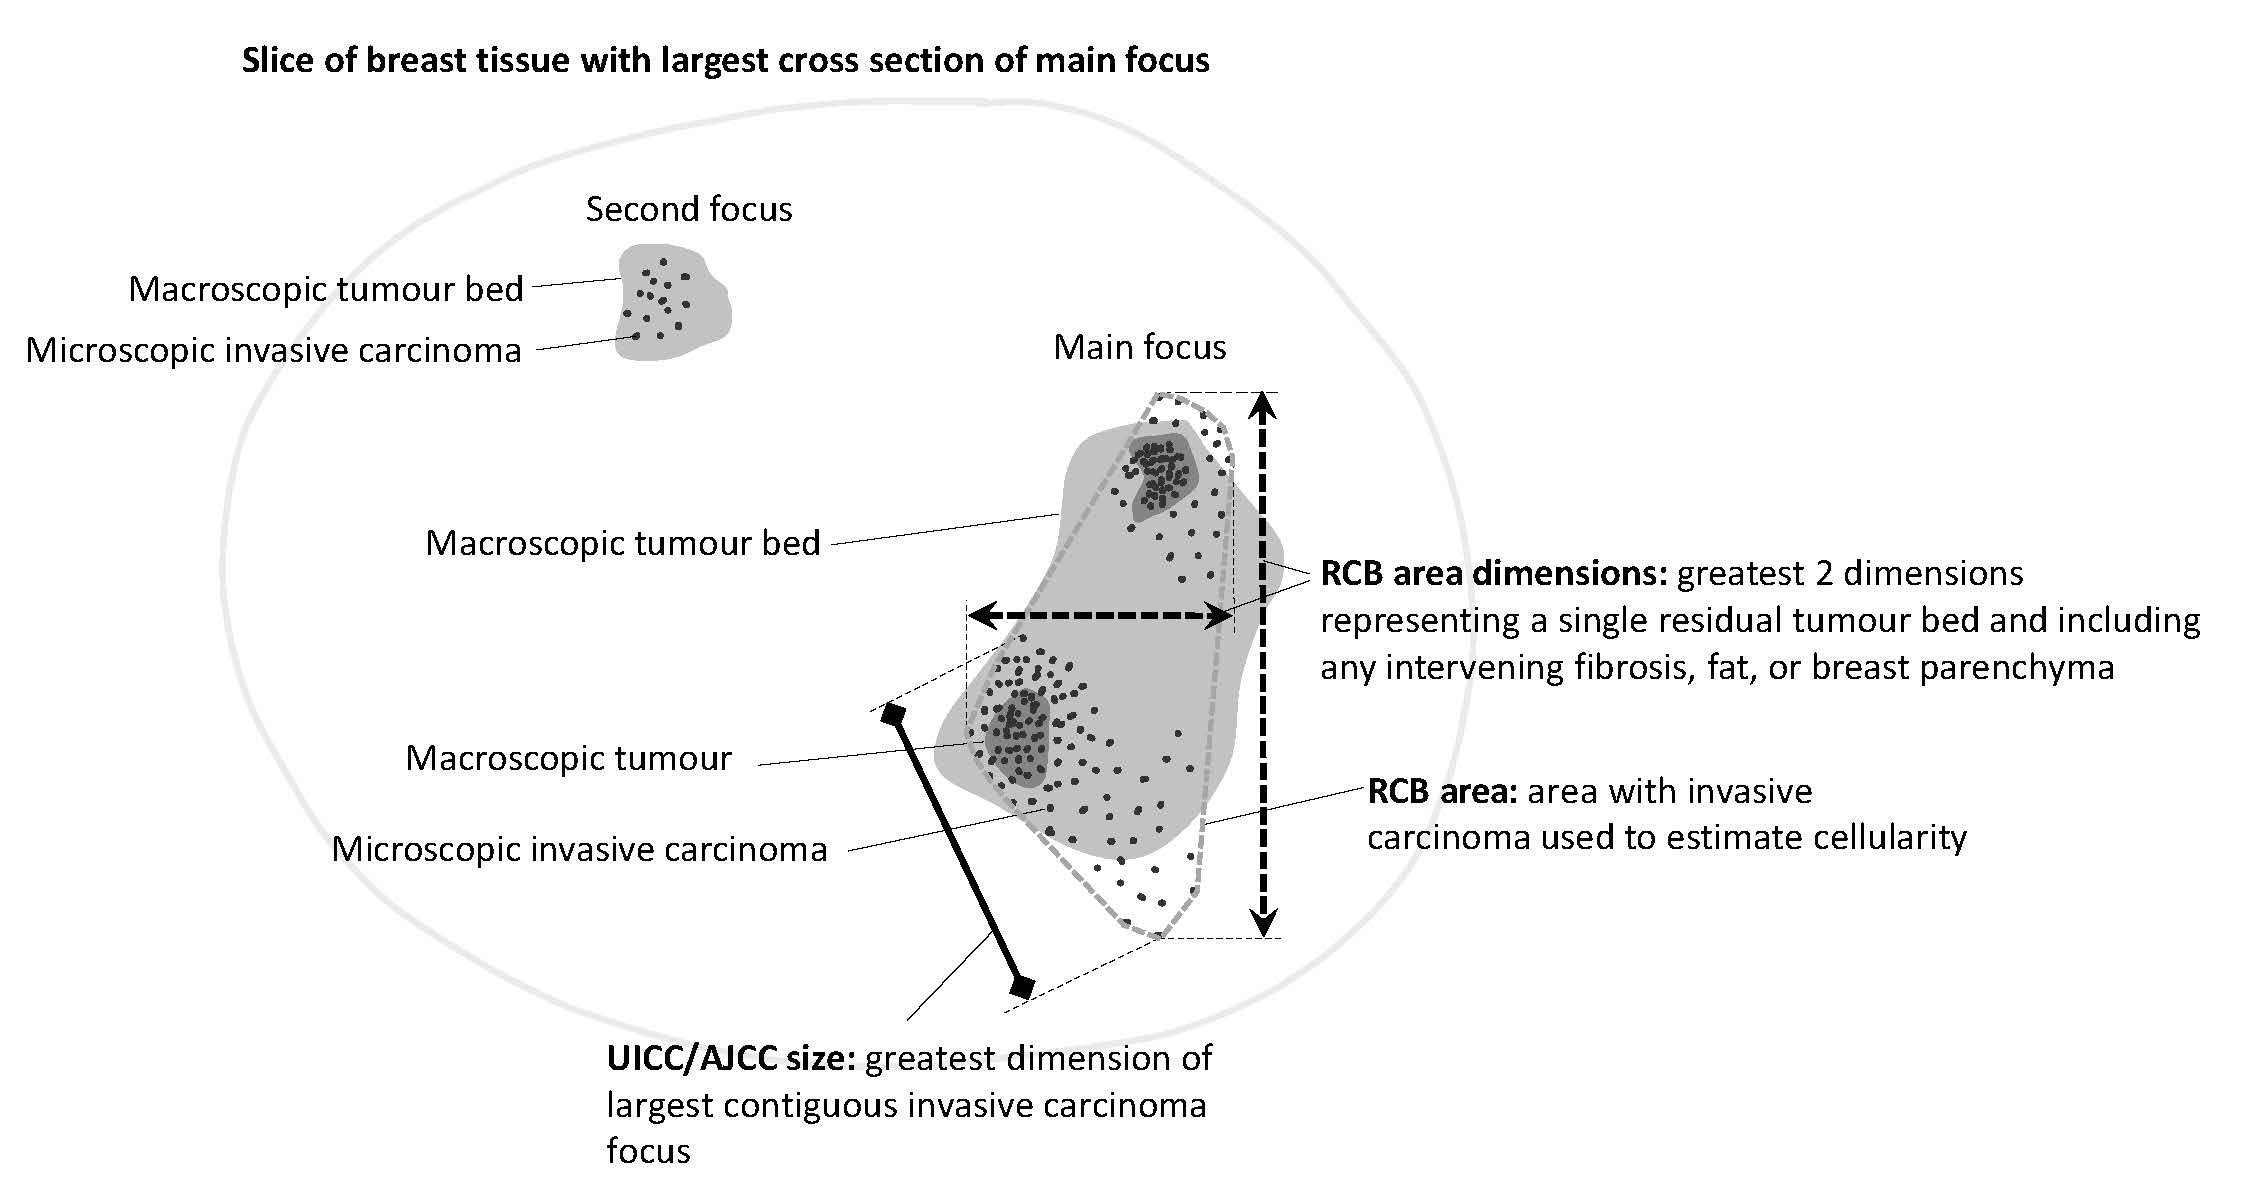 Slice of breast tissue with largest cross section of main focus
Second focus
Macroscopic tumour bed
Microscopic invasive carcinoma
Main focus
Macroscopic tumour bed
RCB area dimensions: greatest 2 dimensions
representing a single residual tumour bed and including
any intervening fibrosis, fat, or breast parenchyma
Macroscopic tumour
Microscopic invasive carcinoma
RCB area: area with invasive
carcinoma used to estimate cellularity
UICC/AJCC size: greatest dimension of
largest contiguous invasive carcinoma
focus